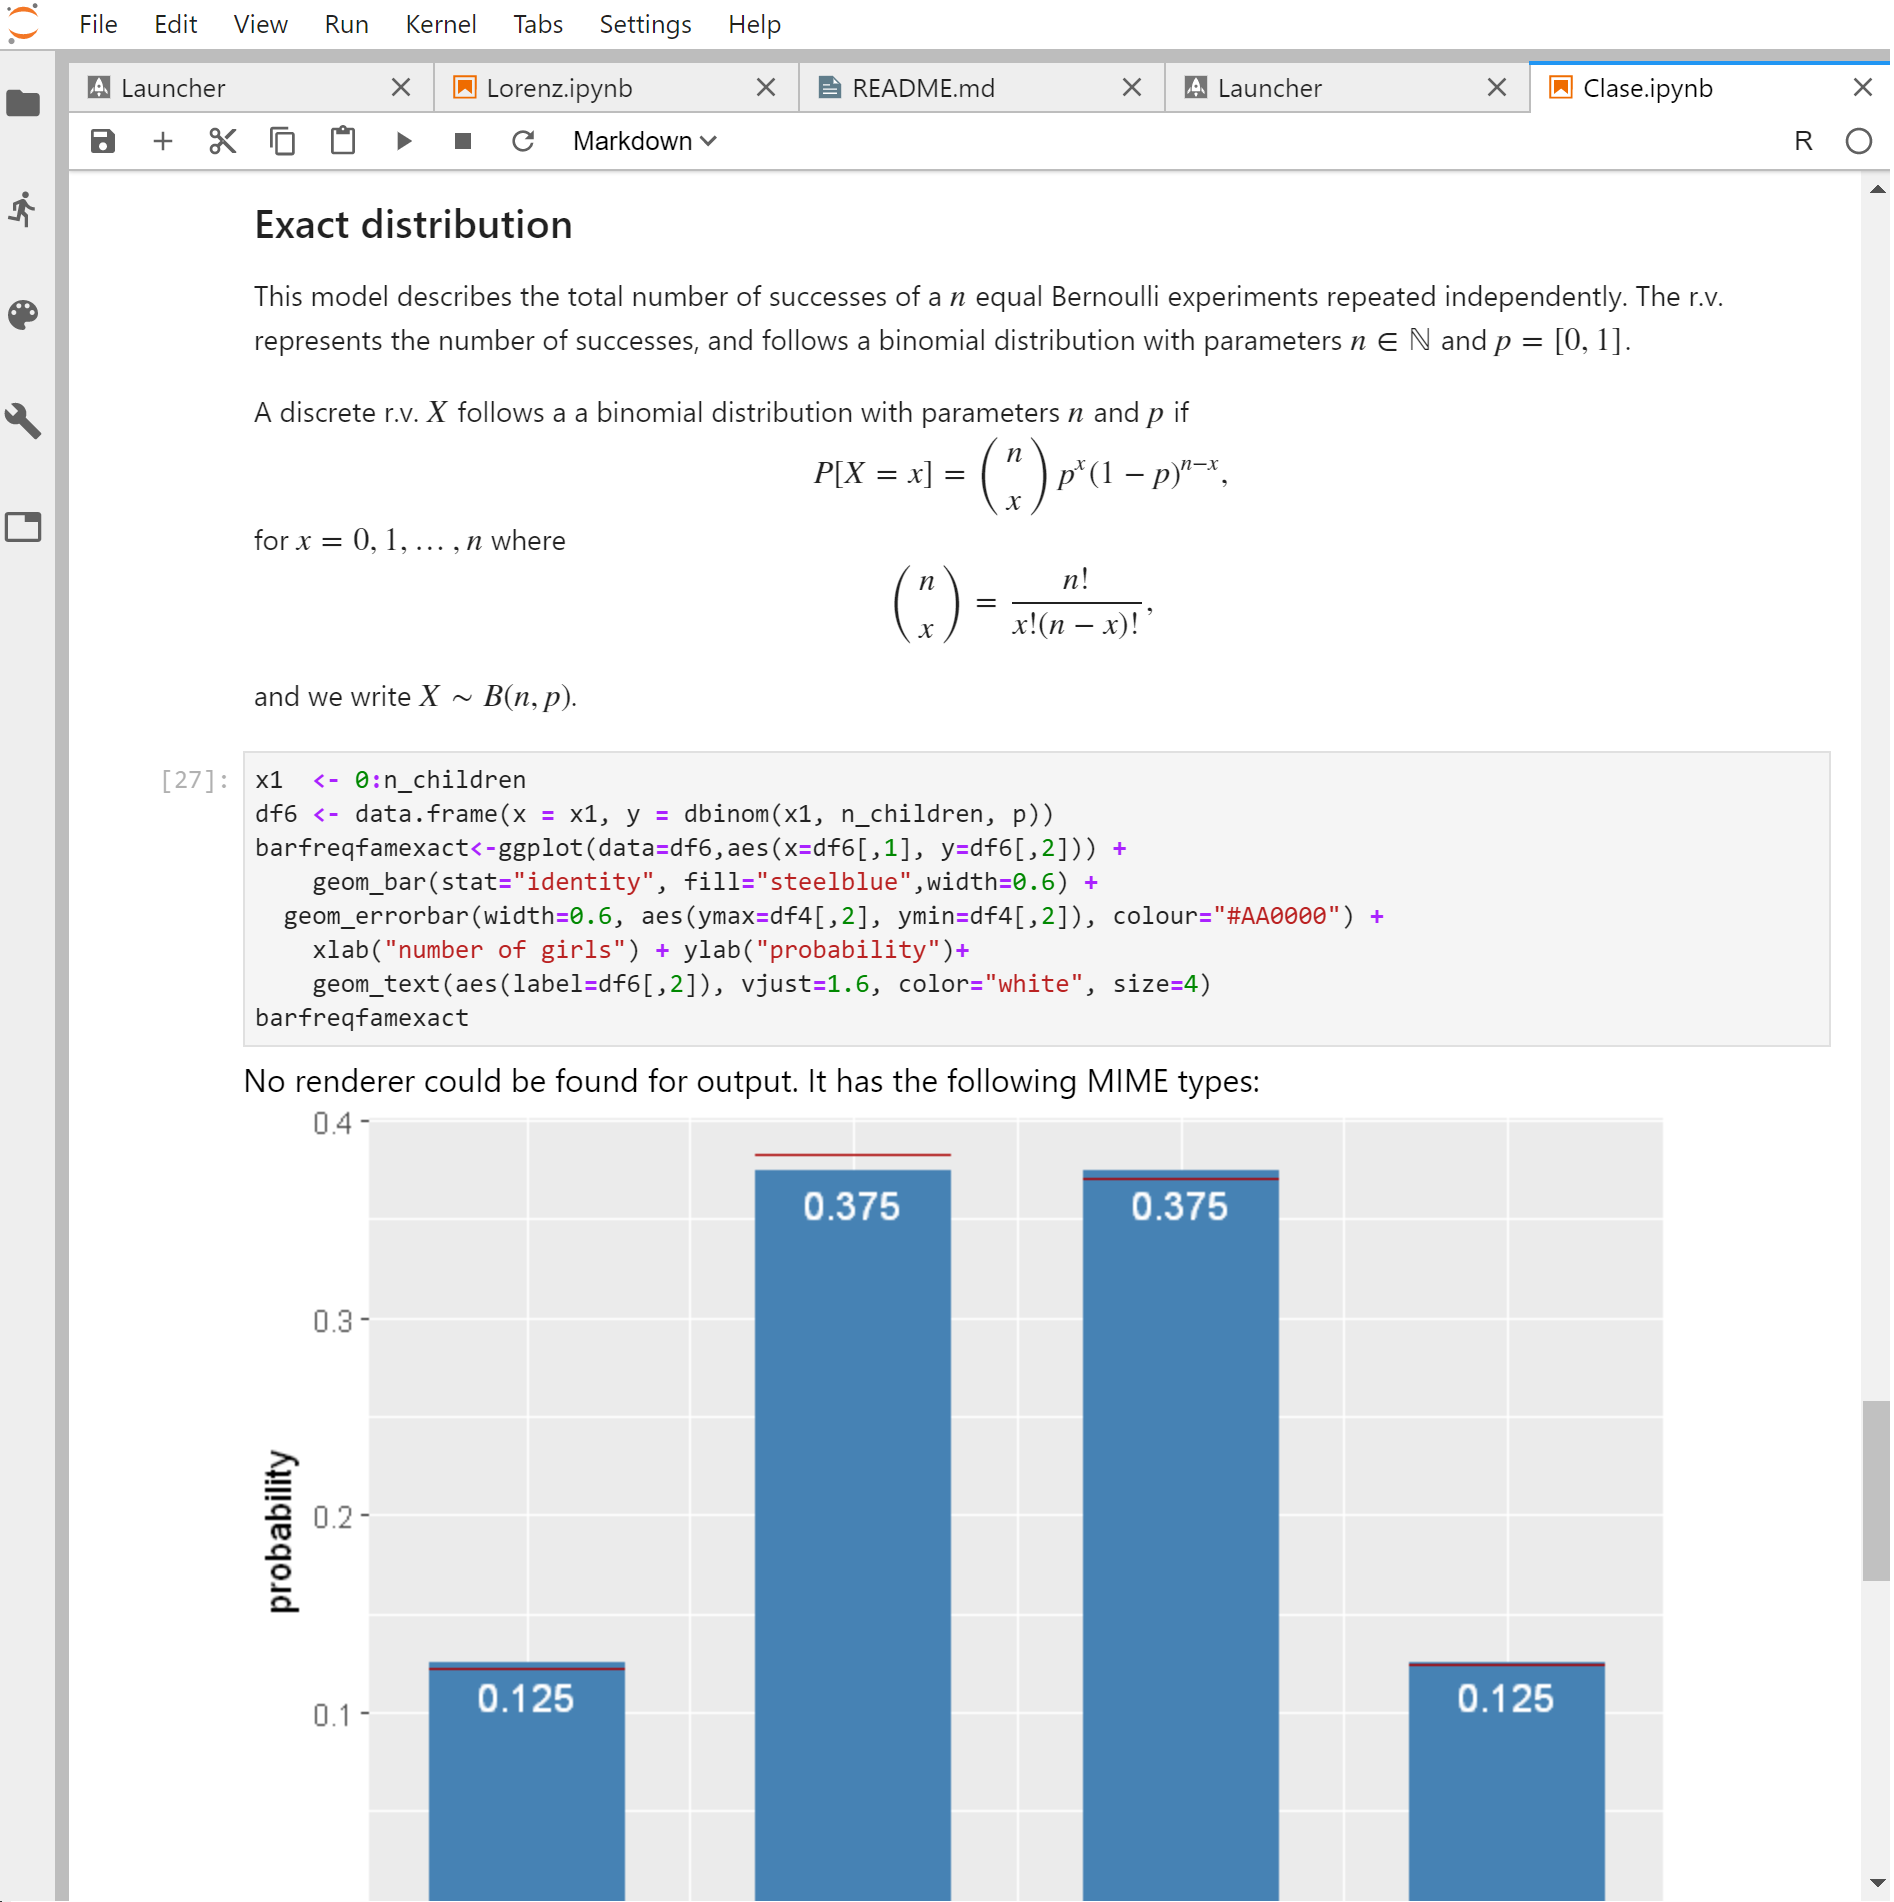 File Edit View Run Kernel Tabs Settings Help
Launcher Lorenz.ipynb README.md Launcher Clase.ipynb
Markdown R
Exact distribution
This model describes the total number of successes of a n equal Bernoulli experiments repeated independently. The r.v.
represents the number of successes, and follows a binomial distribution with parameters n ∈ ℕ and p = [0, 1].
A discrete r.v. X follows a a binomial distribution with parameters n and p if
P[X = x] = (n x) p^x (1 − p)^{n−x},
for x = 0, 1, … , n where
(n x) = n! / x!(n − x)! ,
and we write X ∼ B(n, p).
[27]:
x1  <- 0:n_children
df6 <- data.frame(x = x1, y = dbinom(x1, n_children, p))
barfreqfamexact<-ggplot(data=df6,aes(x=df6[,1], y=df6[,2])) +
    geom_bar(stat="identity", fill="steelblue",width=0.6) +
  geom_errorbar(width=0.6, aes(ymax=df4[,2], ymin=df4[,2]), colour="#AA0000") +
    xlab("number of girls") + ylab("probability")+
    geom_text(aes(label=df6[,2]), vjust=1.6, color="white", size=4)
barfreqfamexact
No renderer could be found for output. It has the following MIME types:
0.4
0.375 0.375
0.3
0.2
probability
0.125 0.125
0.1